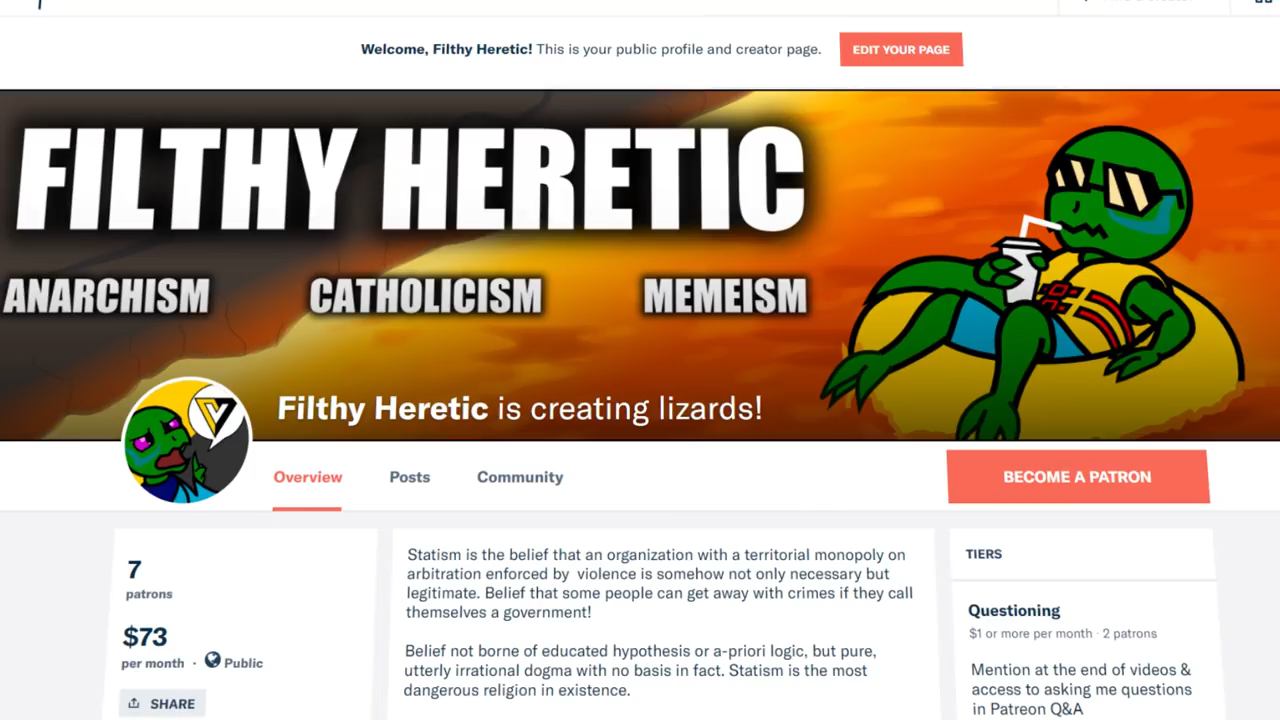 Welcome, Filthy Heretic! This is your public profile and creator page.
EDIT YOUR PAGE
FILTHY HERETIC
ANARCHISM CATHOLICISM MEMEISM
Filthy Heretic is creating lizards!
Overview Posts Community
BECOME A PATRON
7
patrons
$73
per month · Public
SHARE
Statism is the belief that an organization with a territorial monopoly on
arbitration enforced by violence is somehow not only necessary but
legitimate. Belief that some people can get away with crimes if they call
themselves a government!
Belief not borne of educated hypothesis or a-priori logic, but pure,
utterly irrational dogma with no basis in fact. Statism is the most
dangerous religion in existence.
TIERS
Questioning
$1 or more per month · 2 patrons
Mention at the end of videos &
access to asking me questions
in Patreon Q&A